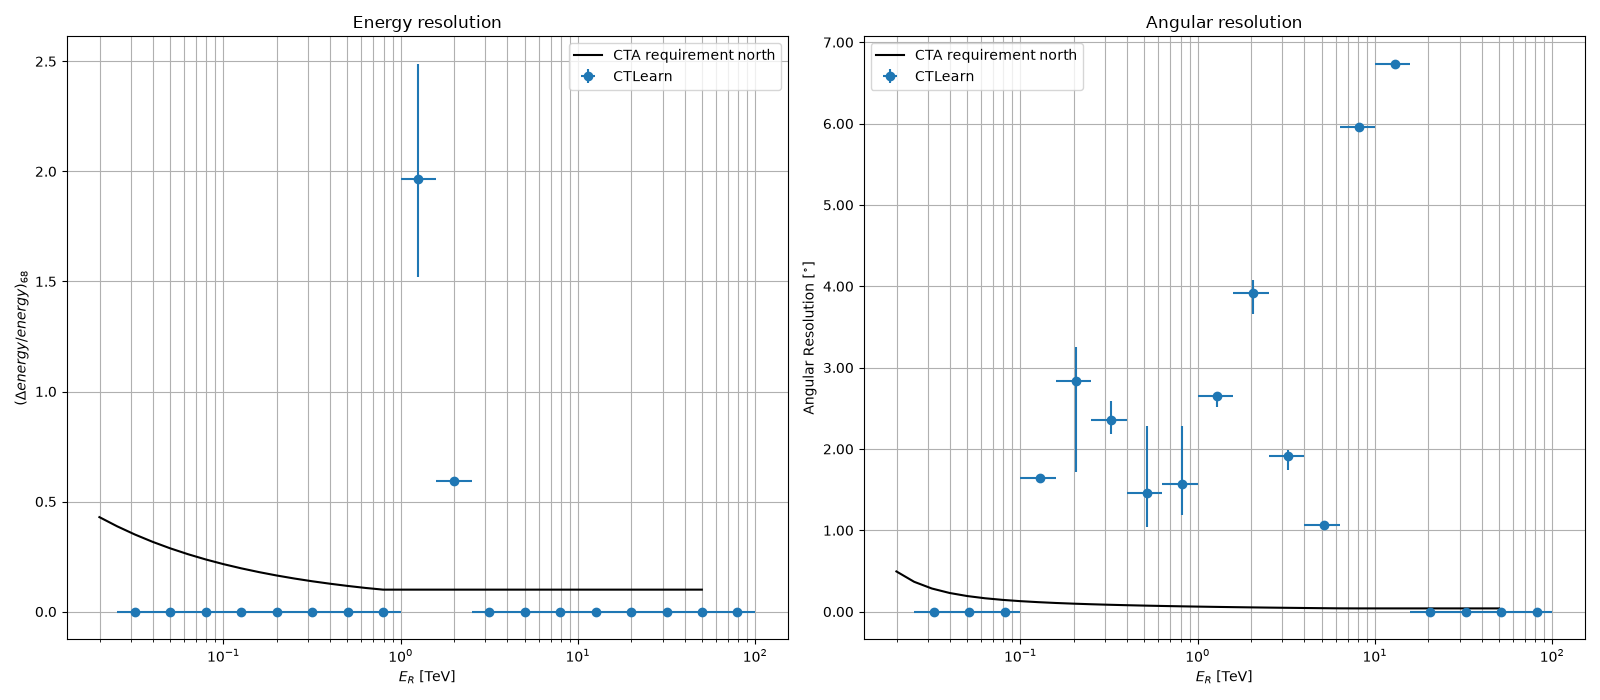 Energy resolution
CTA requirement north
CTLearn
2.5
2.0
1.5
1.0
0.5
0.0
(Δenergy/energy)₆₈
10⁻¹ 10⁰ 10¹ 10²
E_R [TeV]
Angular resolution
CTA requirement north
CTLearn
7.00
6.00
5.00
4.00
3.00
2.00
1.00
0.00
Angular Resolution [°]
10⁻¹ 10⁰ 10¹ 10²
E_R [TeV]